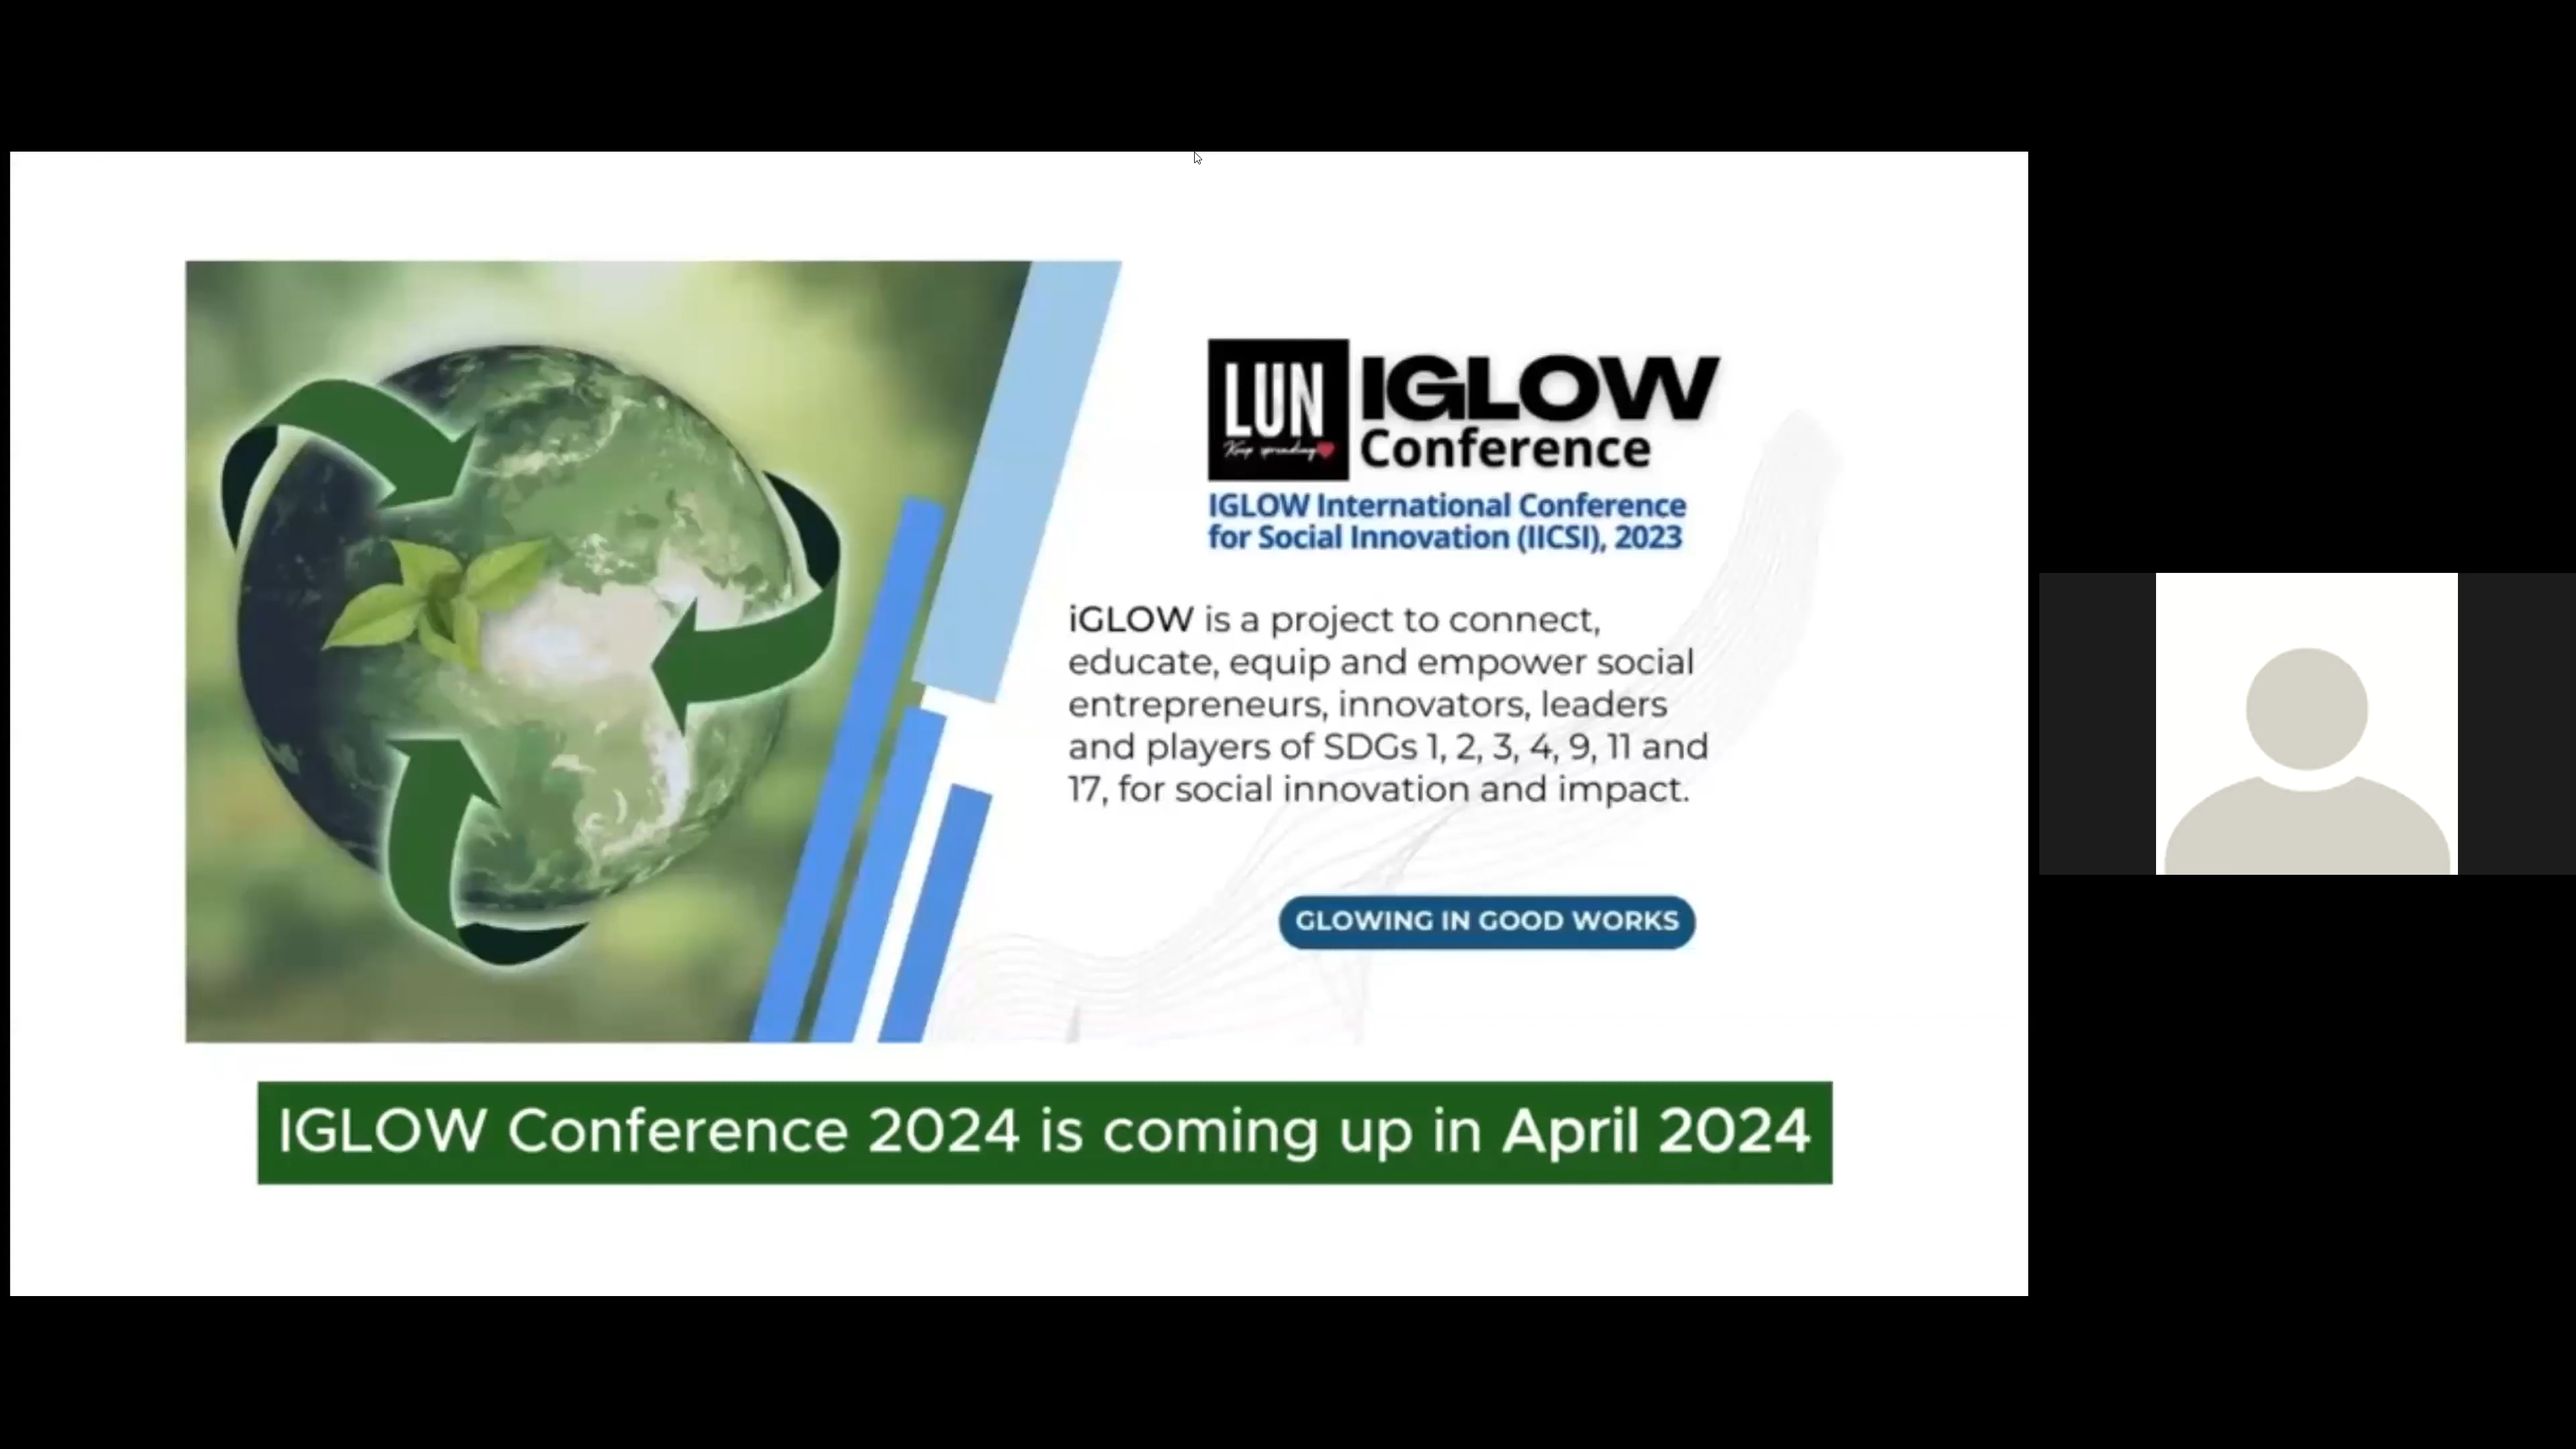 LUN
Keep spreading
IGLOW
Conference
IGLOW International Conference
for Social Innovation (IICSI), 2023
iGLOW is a project to connect,
educate, equip and empower social
entrepreneurs, innovators, leaders
and players of SDGs 1, 2, 3, 4, 9, 11 and
17, for social innovation and impact.
GLOWING IN GOOD WORKS
IGLOW Conference 2024 is coming up in April 2024